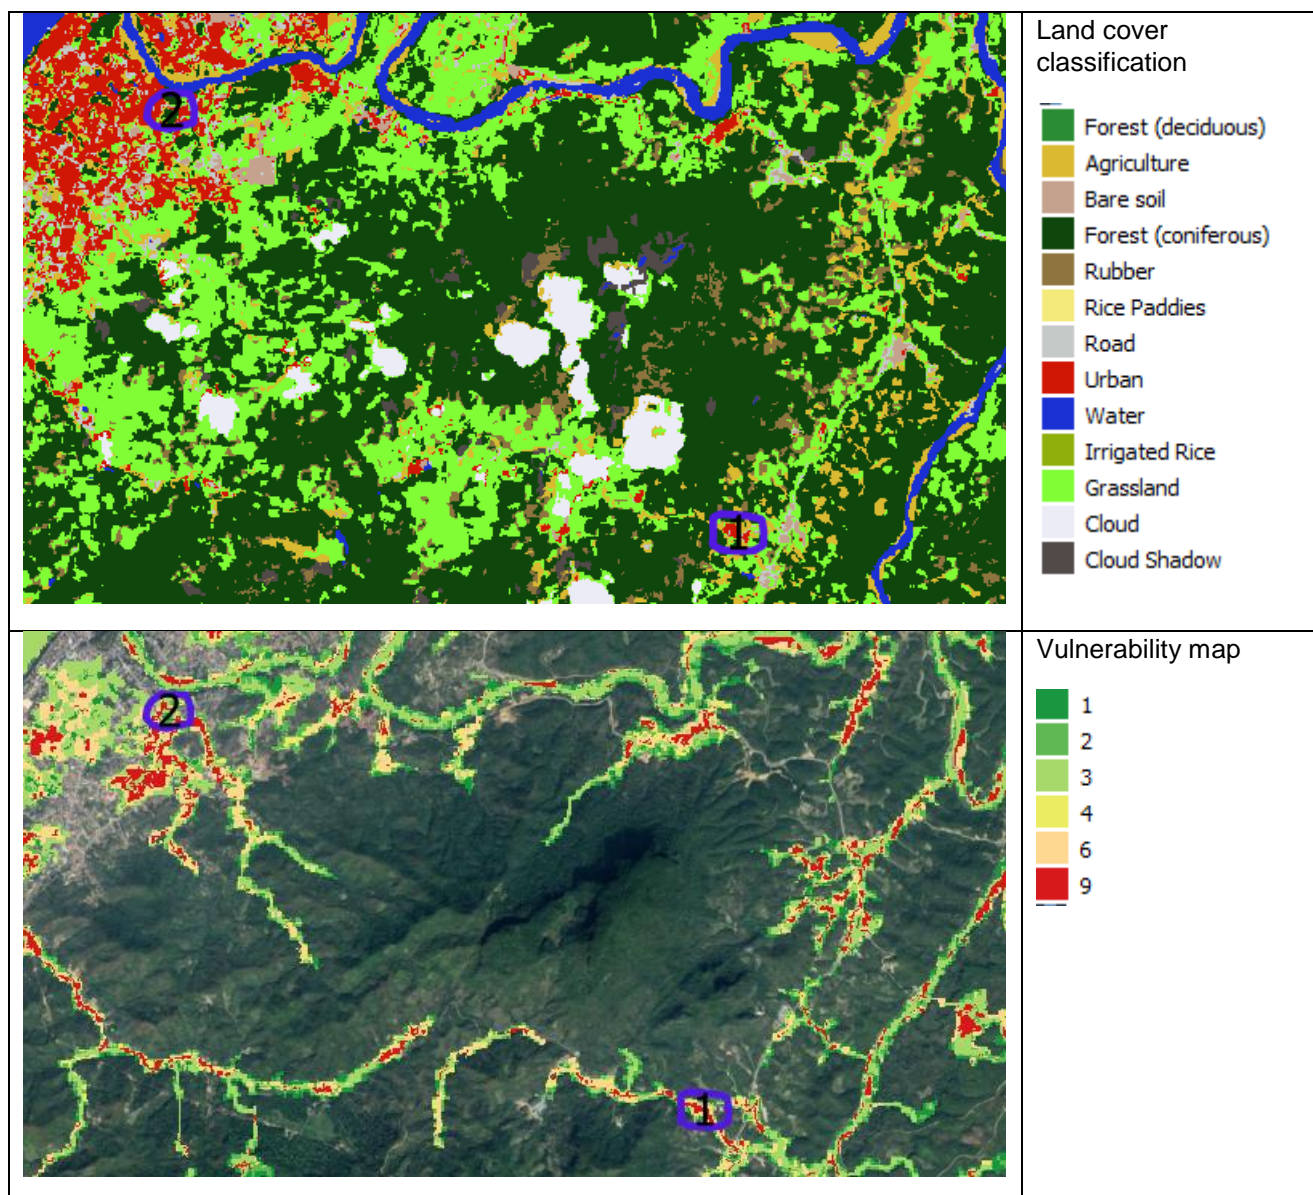 Land cover
classification
Forest (deciduous)
Agriculture
Bare soil
Forest (coniferous)
Rubber
Rice Paddies
Road
Urban
Water
Irrigated Rice
Grassland
Cloud
Cloud Shadow
2
1
Vulnerability map
1
2
3
4
6
9
2
1